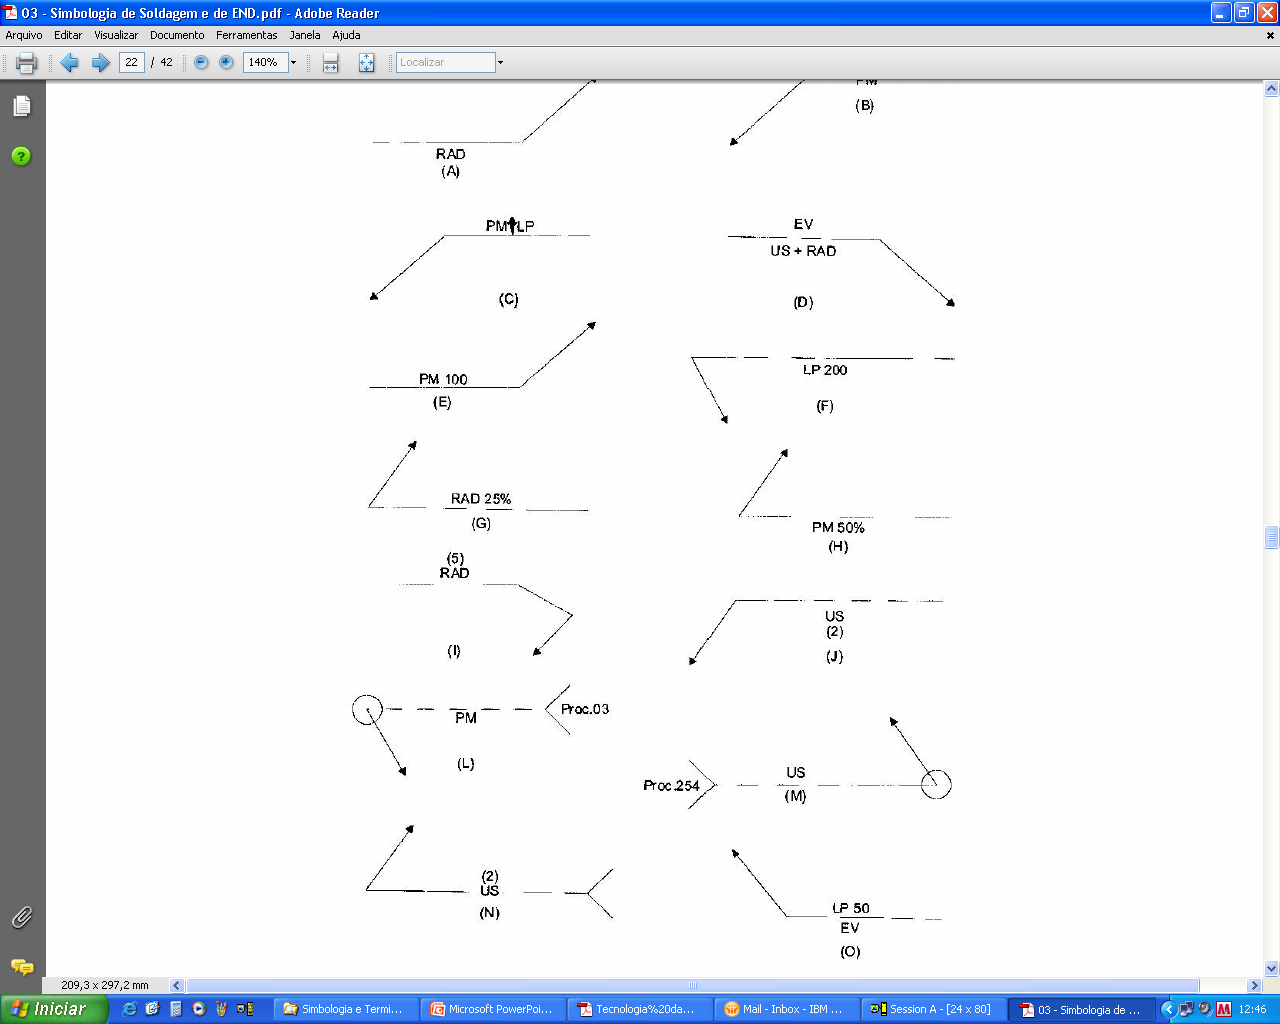 03 - Simbologia de Soldagem e de END.pdf - Adobe Reader
Arquivo Editar Visualizar Documento Ferramentas Janela Ajuda
22 / 42 140% Localizar
PM
(B)
RAD
(A)
PM LP
(C)
EV
US + RAD
(D)
PM 100
(E)
LP 200
(F)
RAD 25%
(G)
PM 50%
(H)
(5)
RAD
(I)
US
(2)
(J)
PM
Proc.03
(L)
Proc.254
US
(M)
(2)
US
(N)
LP 50
EV
(O)
209,3 x 297,2 mm
Iniciar Simbologia e Termi... Microsoft PowerPoi... Tecnologia%20da... Mail - Inbox - IBM ... Session A - [24 x 80] 03 - Simbologia de ... M 12:46